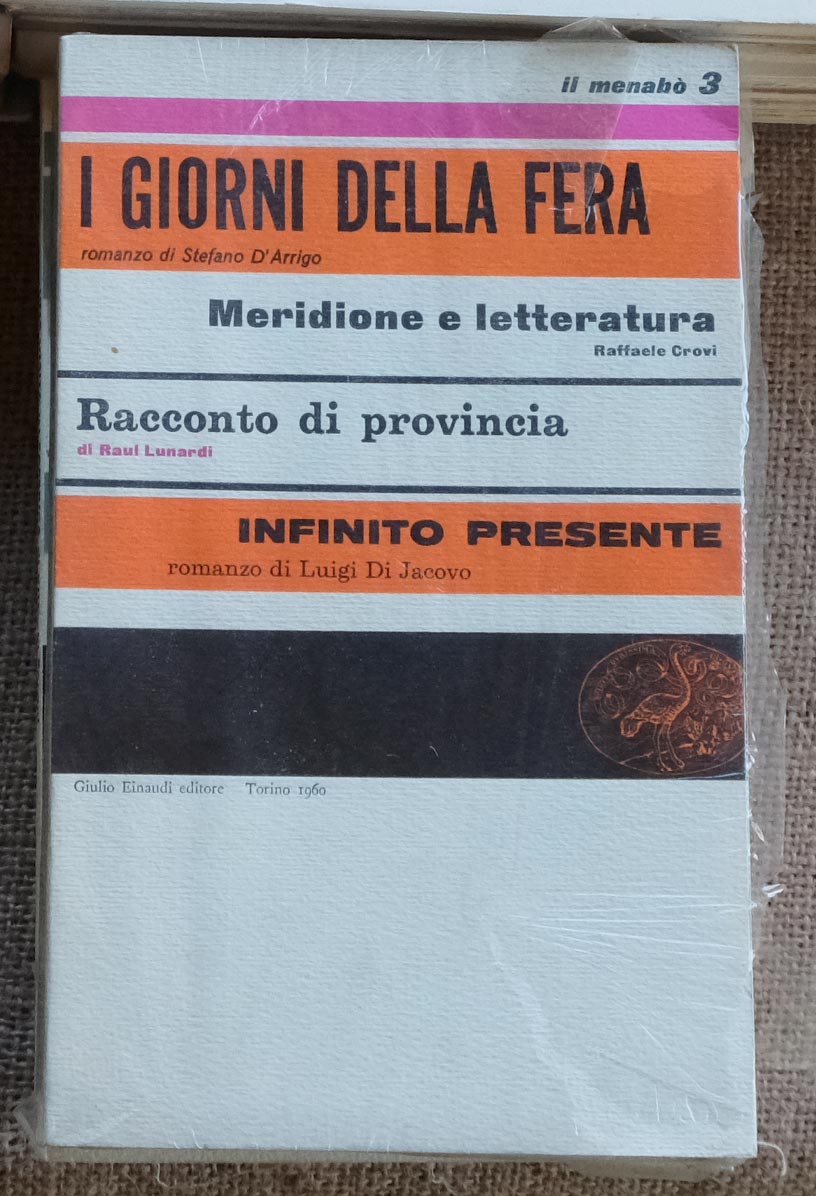 il menabò 3
I GIORNI DELLA FERA
romanzo di Stefano D'Arrigo
Meridione e letteratura
Raffaele Crovi
Racconto di provincia
di Raul Lunardi
INFINITO PRESENTE
romanzo di Luigi Di Jacovo
Giulio Einaudi editore Torino 1960